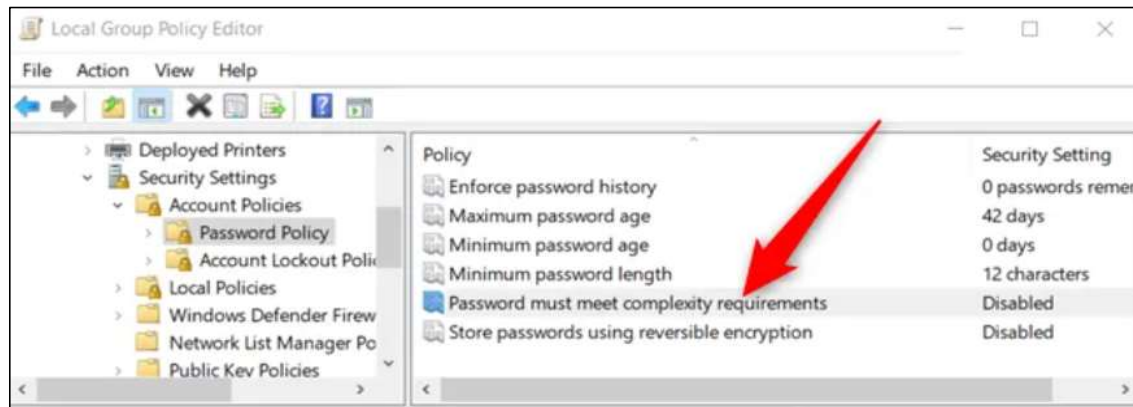 Local Group Policy Editor
File Action View Help
Deployed Printers
Security Settings
Account Policies
Password Policy
Account Lockout Polic
Local Policies
Windows Defender Firew
Network List Manager Po
Public Key Policies
Policy Security Setting
Enforce password history 0 passwords remer
Maximum password age 42 days
Minimum password age 0 days
Minimum password length 12 characters
Password must meet complexity requirements Disabled
Store passwords using reversible encryption Disabled